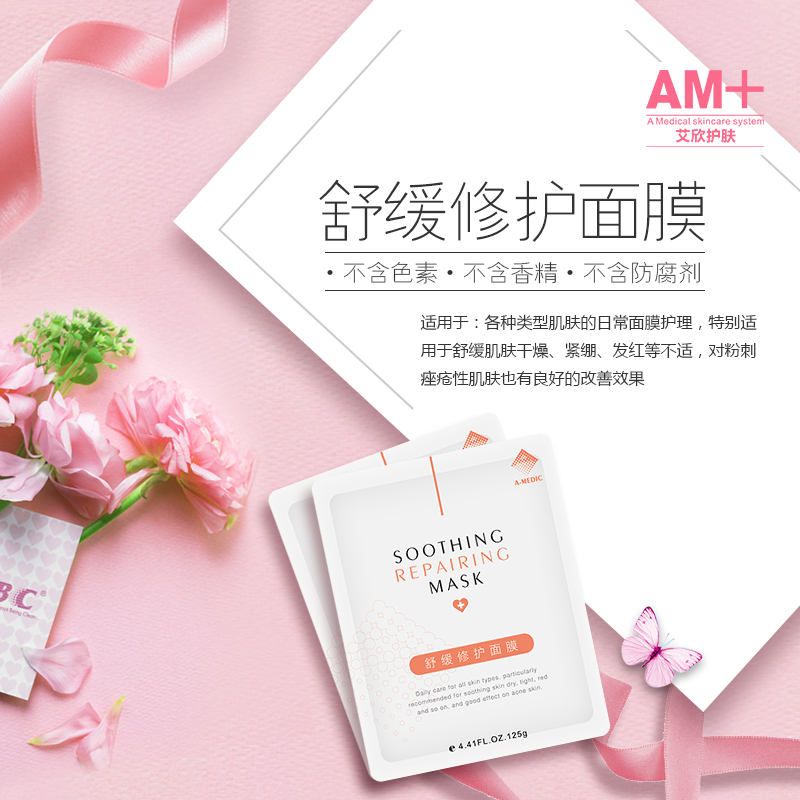 AM+
A Medical skincare system
艾欣护肤
舒缓修护面膜
·不含色素·不含香精·不含防腐剂
适用于：各种类型肌肤的日常面膜护理，特别适
用于舒缓肌肤干燥、紧绷、发红等不适，对粉刺
痤疮性肌肤也有良好的改善效果
A-MEDIC
SOOTHING
REPAIRING
MASK
舒缓修护面膜
Daily care for all skin types, particularly
recommended for soothing skin dry, tight, red
and so on, and good effect on acne skin.
4.41FL.OZ.125g
BC®
Being Clean